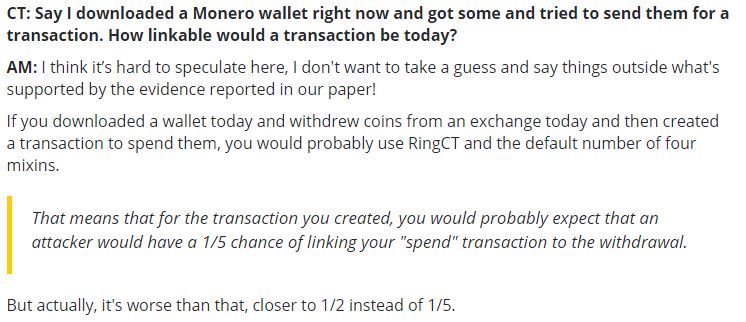 CT: Say I downloaded a Monero wallet right now and got some and tried to send them for a
transaction. How linkable would a transaction be today?
AM: I think it’s hard to speculate here, I don't want to take a guess and say things outside what's
supported by the evidence reported in our paper!
If you downloaded a wallet today and withdrew coins from an exchange today and then created
a transaction to spend them, you would probably use RingCT and the default number of four
mixins.
That means that for the transaction you created, you would probably expect that an
attacker would have a 1/5 chance of linking your "spend" transaction to the withdrawal.
But actually, it's worse than that, closer to 1/2 instead of 1/5.